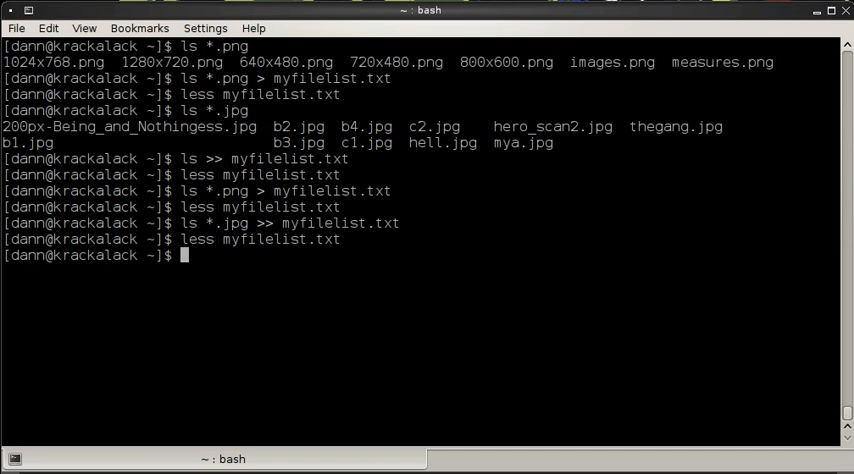 ~ : bash
File Edit View Bookmarks Settings Help
[dann@krackalack ~]$ ls *.png
1024x768.png 1280x720.png 640x480.png 720x480.png 800x600.png images.png measures.png
[dann@krackalack ~]$ ls *.png > myfilelist.txt
[dann@krackalack ~]$ less myfilelist.txt
[dann@krackalack ~]$ ls *.jpg
200px-Being_and_Nothingess.jpg b2.jpg b4.jpg c2.jpg hero_scan2.jpg thegang.jpg
b1.jpg b3.jpg c1.jpg hell.jpg mya.jpg
[dann@krackalack ~]$ ls >> myfilelist.txt
[dann@krackalack ~]$ less myfilelist.txt
[dann@krackalack ~]$ ls *.png > myfilelist.txt
[dann@krackalack ~]$ less myfilelist.txt
[dann@krackalack ~]$ ls *.jpg >> myfilelist.txt
[dann@krackalack ~]$ less myfilelist.txt
[dann@krackalack ~]$
~ : bash